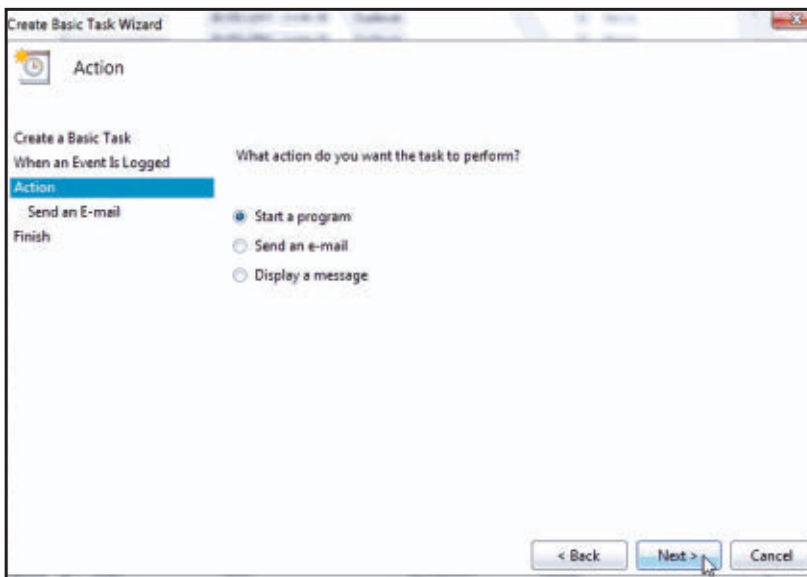 Create Basic Task Wizard
Action
Create a Basic Task
When an Event Is Logged
Action
Send an E-mail
Finish
What action do you want the task to perform?
Start a program
Send an e-mail
Display a message
< Back
Next >
Cancel